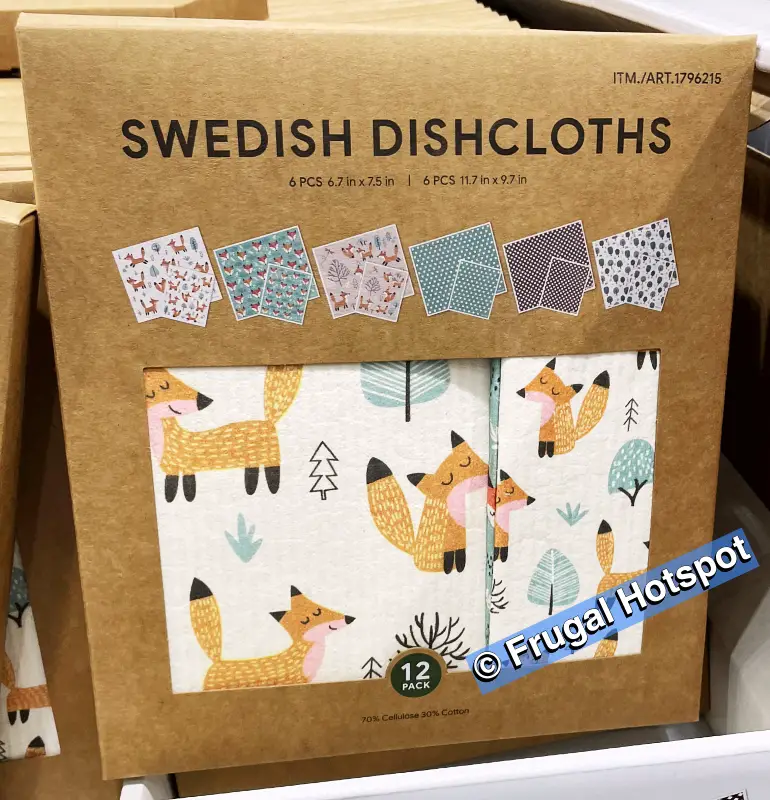 ITM./ART.1796215
SWEDISH DISHCLOTHS
6 PCS 6.7 in x 7.5 in | 6 PCS 11.7 in x 9.7 in
12
PACK
© Frugal Hotspot
70% Cellulose 30% Cotton